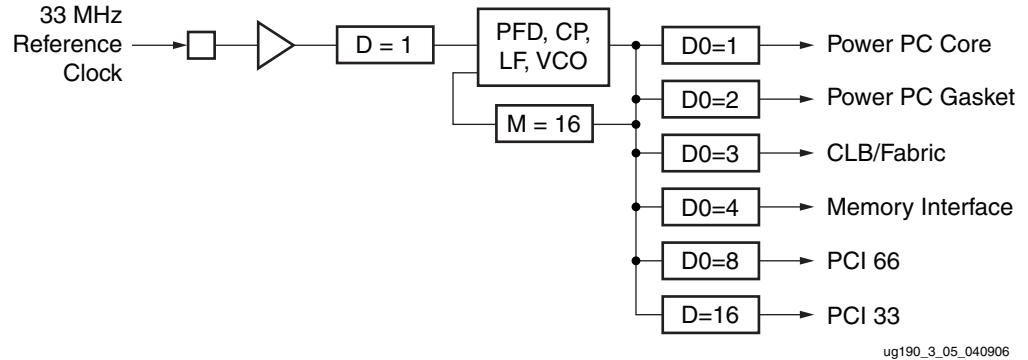 33 MHz
Reference
Clock
D = 1
PFD, CP,
LF, VCO
M = 16
D0=1
Power PC Core
D0=2
Power PC Gasket
D0=3
CLB/Fabric
D0=4
Memory Interface
D0=8
PCI 66
D=16
PCI 33
ug190_3_05_040906